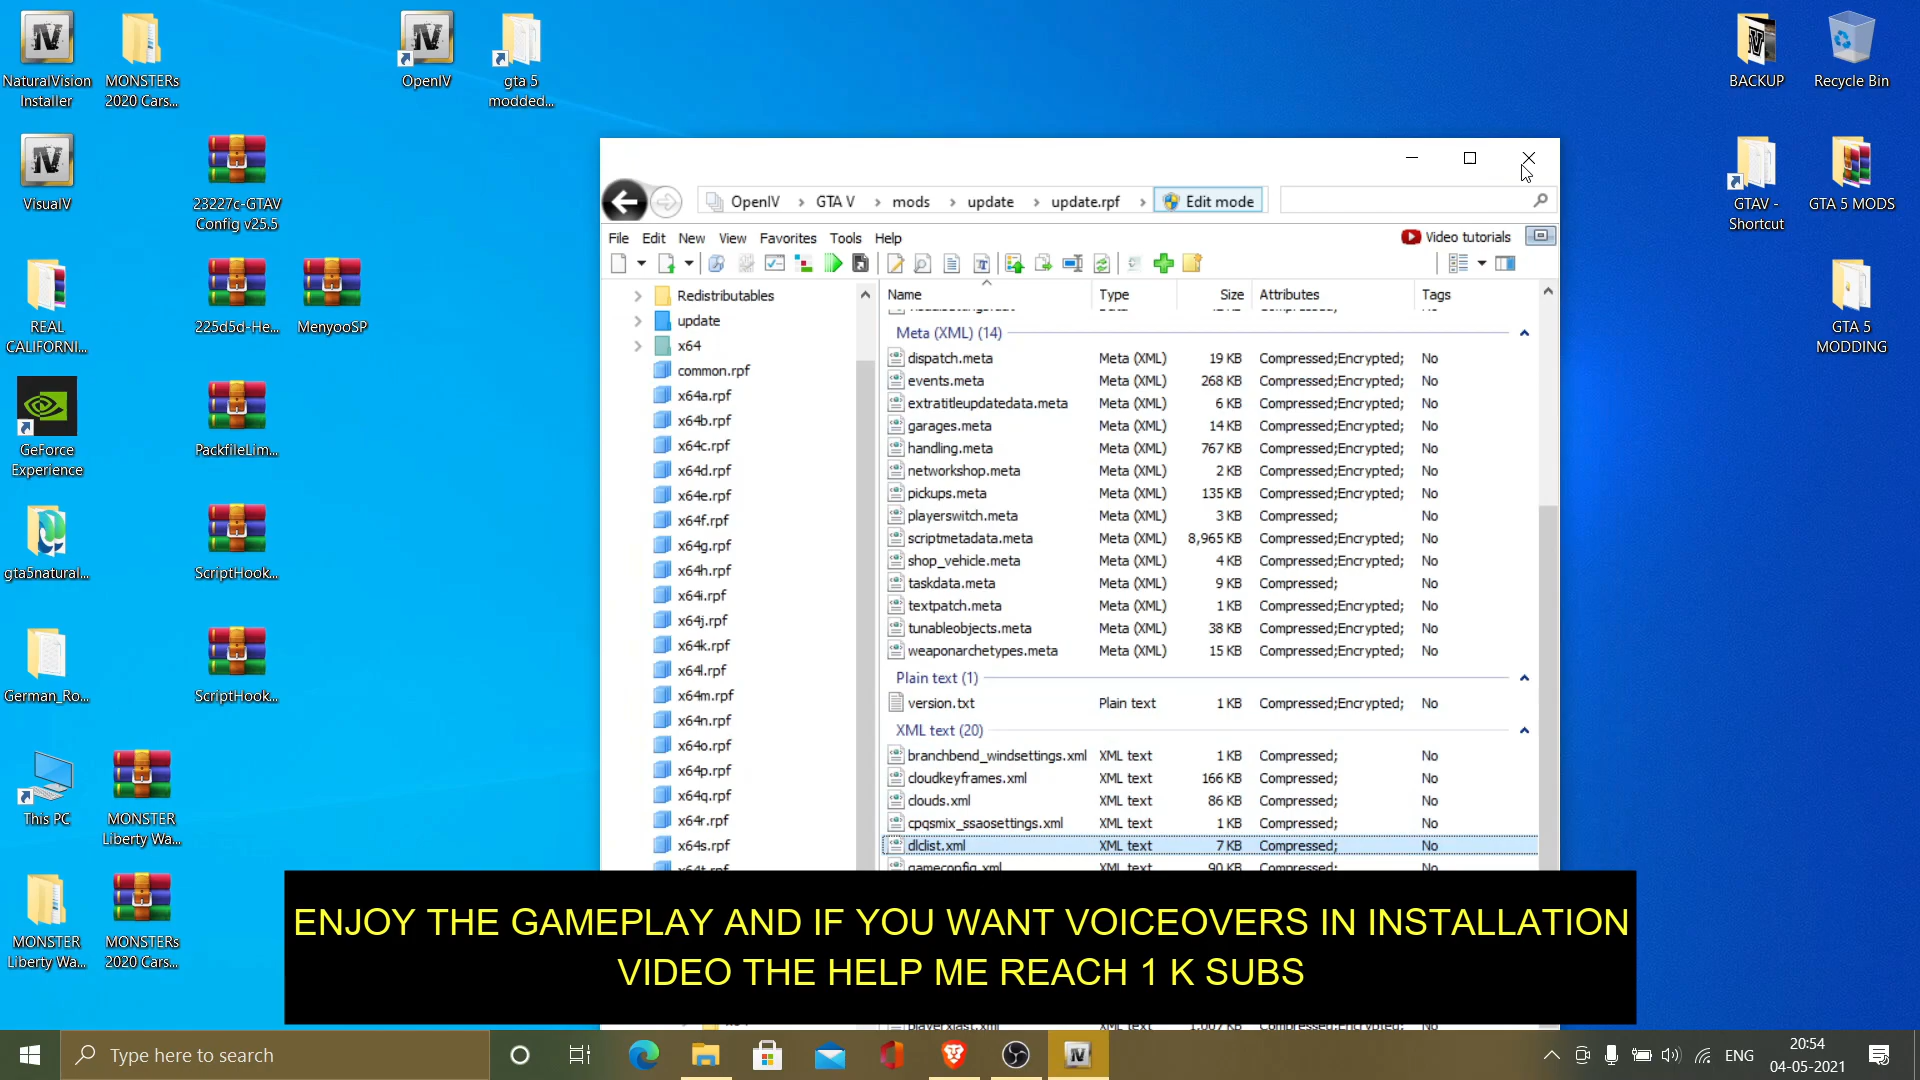 NaturalVision
Installer
MONSTERs
2020 Cars...
OpenIV
gta 5
modded...
BACKUP
Recycle Bin
VisualV
23227c-GTAV
Config v25.5
GTAV -
Shortcut
GTA 5 MODS
REAL
CALIFORNI...
225d5d-He...
MenyooSP
GTA 5
MODDING
GeForce
Experience
PackfileLim...
gta5natural...
ScriptHook...
German_Ro...
ScriptHook...
This PC
MONSTER
Liberty Wa...
MONSTER
Liberty Wa...
MONSTERs
2020 Cars...
OpenIV > GTA V > mods > update > update.rpf > Edit mode
File Edit New View Favorites Tools Help Video tutorials
Redistributables
update
x64
common.rpf
x64a.rpf
x64b.rpf
x64c.rpf
x64d.rpf
x64e.rpf
x64f.rpf
x64g.rpf
x64h.rpf
x64i.rpf
x64j.rpf
x64k.rpf
x64l.rpf
x64m.rpf
x64n.rpf
x64o.rpf
x64p.rpf
x64q.rpf
x64r.rpf
x64s.rpf
Name Type Size Attributes Tags
Meta (XML) (14)
dispatch.meta Meta (XML) 19 KB Compressed;Encrypted; No
events.meta Meta (XML) 268 KB Compressed;Encrypted; No
extratitleupdatedata.meta Meta (XML) 6 KB Compressed;Encrypted; No
garages.meta Meta (XML) 14 KB Compressed;Encrypted; No
handling.meta Meta (XML) 767 KB Compressed;Encrypted; No
networkshop.meta Meta (XML) 2 KB Compressed;Encrypted; No
pickups.meta Meta (XML) 135 KB Compressed;Encrypted; No
playerswitch.meta Meta (XML) 3 KB Compressed; No
scriptmetadata.meta Meta (XML) 8,965 KB Compressed;Encrypted; No
shop_vehicle.meta Meta (XML) 4 KB Compressed;Encrypted; No
taskdata.meta Meta (XML) 9 KB Compressed; No
textpatch.meta Meta (XML) 1 KB Compressed;Encrypted; No
tunableobjects.meta Meta (XML) 38 KB Compressed;Encrypted; No
weaponarchetypes.meta Meta (XML) 15 KB Compressed;Encrypted; No
Plain text (1)
version.txt Plain text 1 KB Compressed;Encrypted; No
XML text (20)
branchbend_windsettings.xml XML text 1 KB Compressed; No
cloudkeyframes.xml XML text 166 KB Compressed; No
clouds.xml XML text 86 KB Compressed; No
cpqsmix_ssaosettings.xml XML text 1 KB Compressed; No
dlclist.xml XML text 7 KB Compressed; No
gameconfig.xml XML text 90 KB Compressed; No
ENJOY THE GAMEPLAY AND IF YOU WANT VOICEOVERS IN INSTALLATION
VIDEO THE HELP ME REACH 1 K SUBS
Type here to search
ENG
20:54
04-05-2021